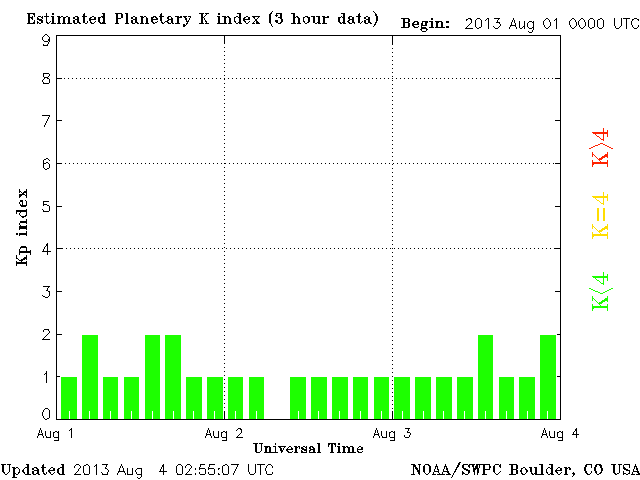 Estimated Planetary K index (3 hour data) Begin: 2013 Aug 01 0000 UTC
9
8
7
6
5
4
3
2
1
0
Kp index
K>4
K=4
K<4
Aug 1 Aug 2 Aug 3 Aug 4
Universal Time
Updated 2013 Aug 4 02:55:07 UTC NOAA/SWPC Boulder, CO USA